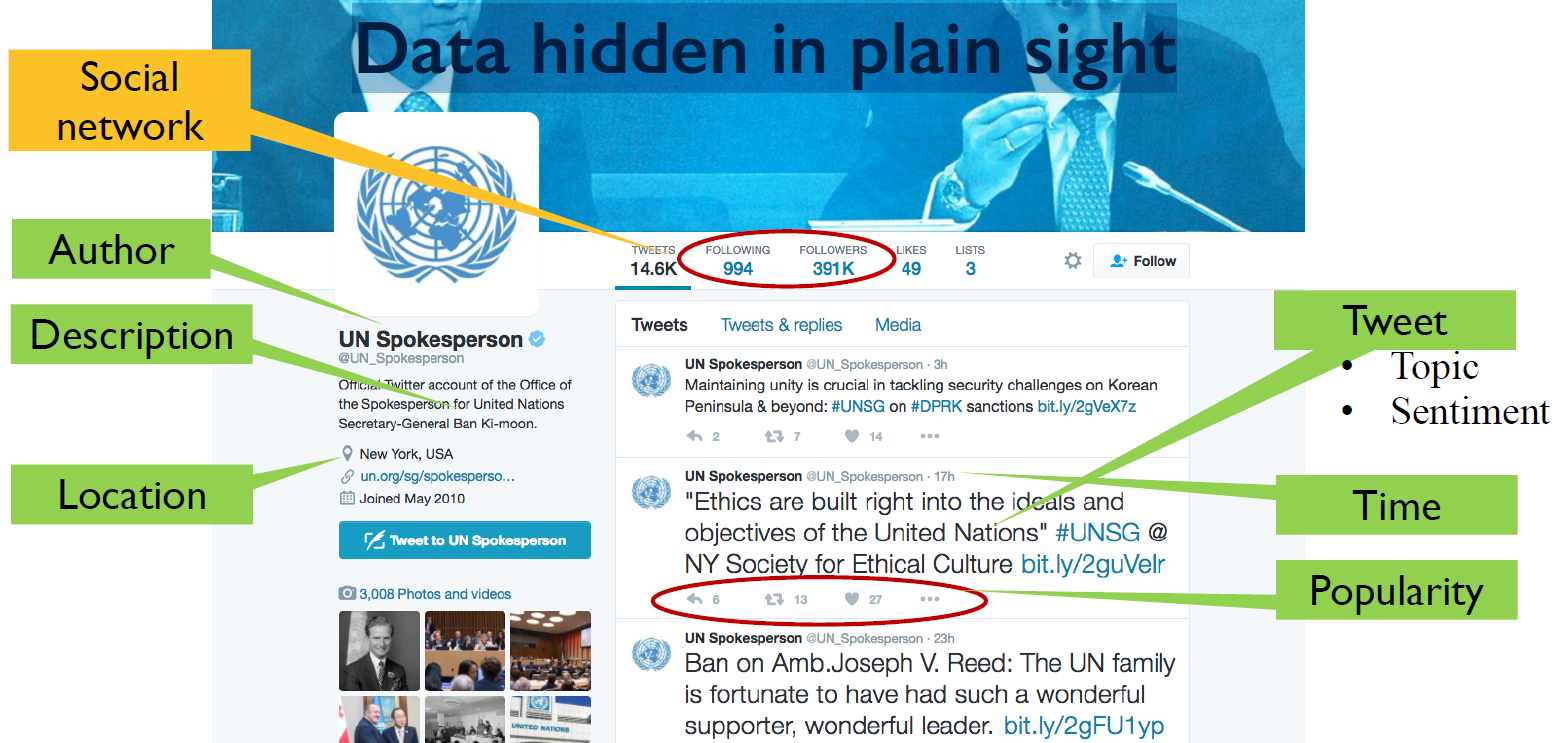 Data hidden in plain sight
Social
network
Author
Description
Location
TWEETS
14.6K
FOLLOWING
994
FOLLOWERS
391K
LIKES
49
LISTS
3
Follow
UN Spokesperson
@UN_Spokesperson
Official Twitter account of the Office of
the Spokesperson for United Nations
Secretary-General Ban Ki-moon.
New York, USA
un.org/sg/spokesperso…
Joined May 2010
Tweet to UN Spokesperson
3,008 Photos and videos
UNITED NATIONS
Tweets Tweets & replies Media
UN Spokesperson @UN_Spokesperson · 3h
Maintaining unity is crucial in tackling security challenges on Korean
Peninsula & beyond: #UNSG on #DPRK sanctions bit.ly/2gVeX7z
2 7 14
UN Spokesperson @UN_Spokesperson · 17h
"Ethics are built right into the ideals and
objectives of the United Nations" #UNSG @
NY Society for Ethical Culture bit.ly/2guVelr
6 13 27
UN Spokesperson @UN_Spokesperson · 23h
Ban on Amb.Joseph V. Reed: The UN family
is fortunate to have had such a wonderful
supporter, wonderful leader. bit.ly/2gFU1yp
Tweet
• Topic
• Sentiment
Time
Popularity